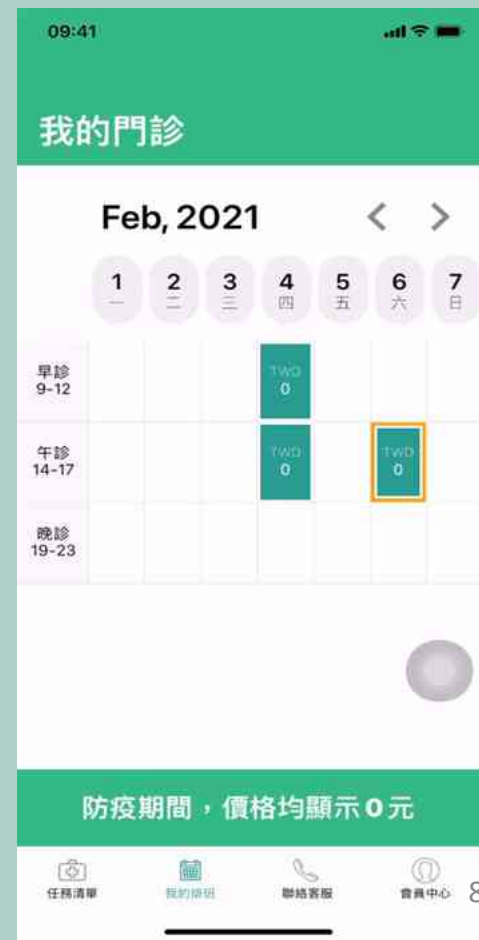 09:41
我的門診
Feb, 2021
< >
1 2 3 4 5 6 7
一 二 三 四 五 六 日
早診
9-12
TWD
0
午診
14-17
TWD
0
TWD
0
晚診
19-23
防疫期間，價格均顯示0元
任務清單 我的排班 聯絡客服 會員中心
8